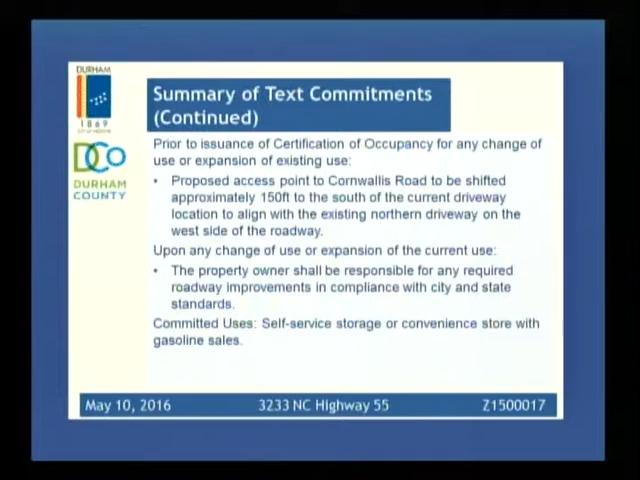 DURHAM
1869
CITY OF MEDICINE
DCO
DURHAM
COUNTY
Summary of Text Commitments
(Continued)
Prior to issuance of Certification of Occupancy for any change of
use or expansion of existing use:
• Proposed access point to Cornwallis Road to be shifted
approximately 150ft to the south of the current driveway
location to align with the existing northern driveway on the
west side of the roadway.
Upon any change of use or expansion of the current use:
• The property owner shall be responsible for any required
roadway improvements in compliance with city and state
standards.
Committed Uses: Self-service storage or convenience store with
gasoline sales.
May 10, 2016 3233 NC Highway 55 Z1500017